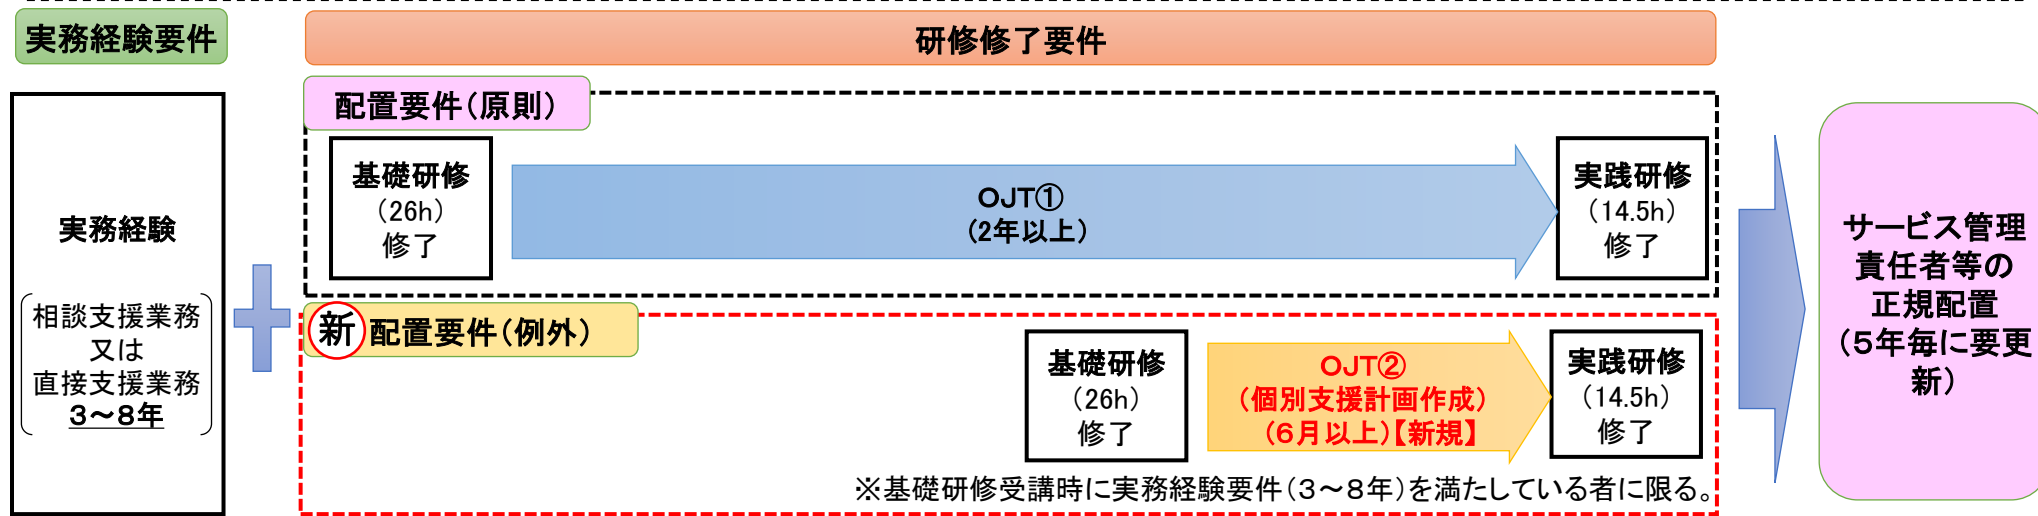 実務経験要件
研修修了要件
実務経験
相談支援業務
又は
直接支援業務
３～８年
配置要件（原則）
基礎研修
（26h）
修了
OJT①
（2年以上）
実践研修
（14.5h）
修了
新 配置要件（例外）
基礎研修
（26h）
修了
OJT②
（個別支援計画作成）
（６月以上）【新規】
実践研修
（14.5h）
修了
※基礎研修受講時に実務経験要件（３～８年）を満たしている者に限る。
サービス管理
責任者等の
正規配置
（５年毎に要更
新）